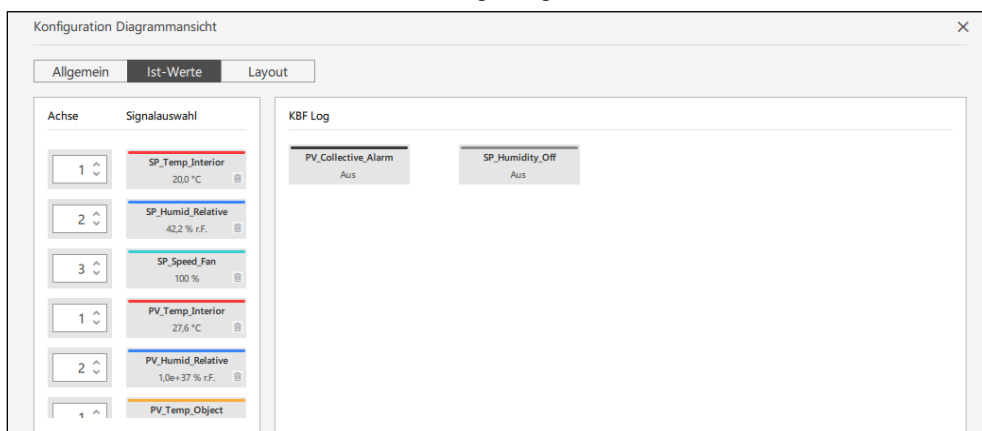 Konfiguration Diagrammansicht
Allgemein Ist-Werte Layout
Achse Signalauswahl
1 SP_Temp_Interior
20,0 °C
2 SP_Humid_Relative
42,2 % r.F.
3 SP_Speed_Fan
100 %
1 PV_Temp_Interior
27,6 °C
2 PV_Humid_Relative
1,0e+37 % r.F.
1 PV_Temp_Object
KBF Log
PV_Collective_Alarm SP_Humidity_Off
Aus Aus